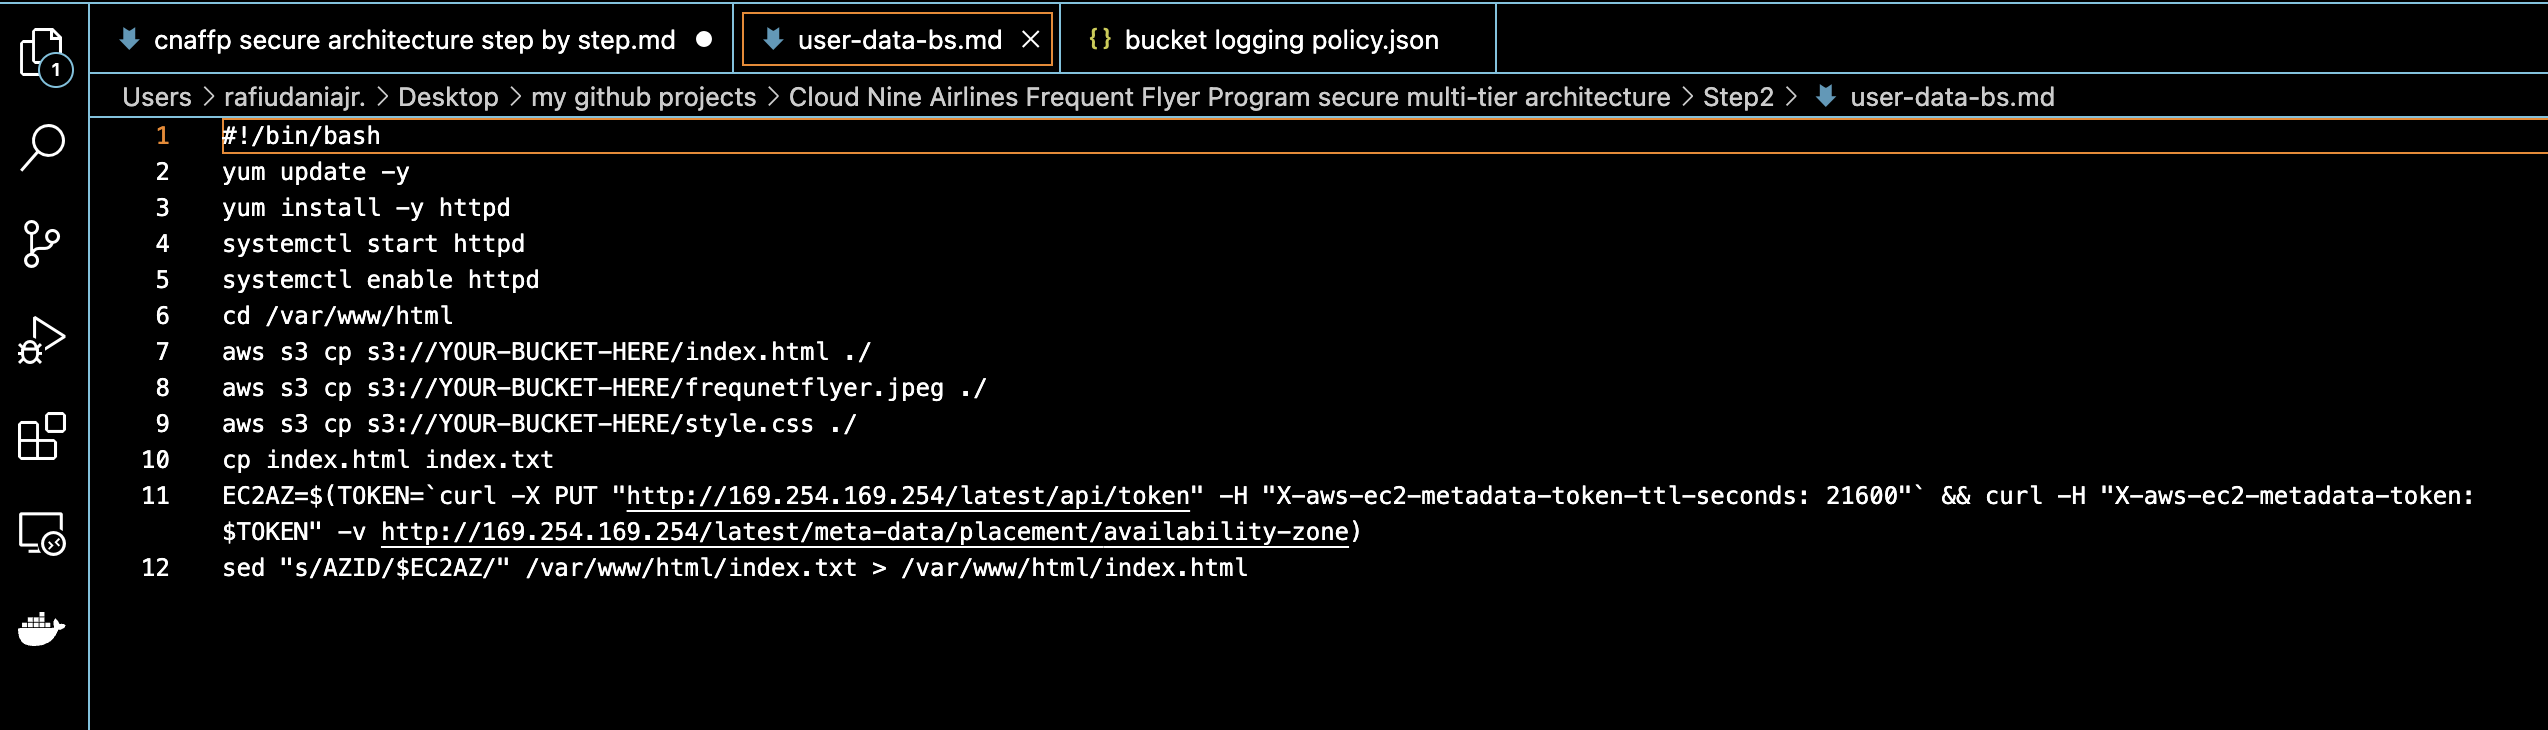 cnaffp secure architecture step by step.md
user-data-bs.md
{} bucket logging policy.json
1
Users > rafiudaniajr. > Desktop > my github projects > Cloud Nine Airlines Frequent Flyer Program secure multi-tier architecture > Step2 > user-data-bs.md
1 #!/bin/bash
2 yum update -y
3 yum install -y httpd
4 systemctl start httpd
5 systemctl enable httpd
6 cd /var/www/html
7 aws s3 cp s3://YOUR-BUCKET-HERE/index.html ./
8 aws s3 cp s3://YOUR-BUCKET-HERE/frequnetflyer.jpeg ./
9 aws s3 cp s3://YOUR-BUCKET-HERE/style.css ./
10 cp index.html index.txt
11 EC2AZ=$(TOKEN=`curl -X PUT "http://169.254.169.254/latest/api/token" -H "X-aws-ec2-metadata-token-ttl-seconds: 21600"` && curl -H "X-aws-ec2-metadata-token:
$TOKEN" -v http://169.254.169.254/latest/meta-data/placement/availability-zone)
12 sed "s/AZID/$EC2AZ/" /var/www/html/index.txt > /var/www/html/index.html